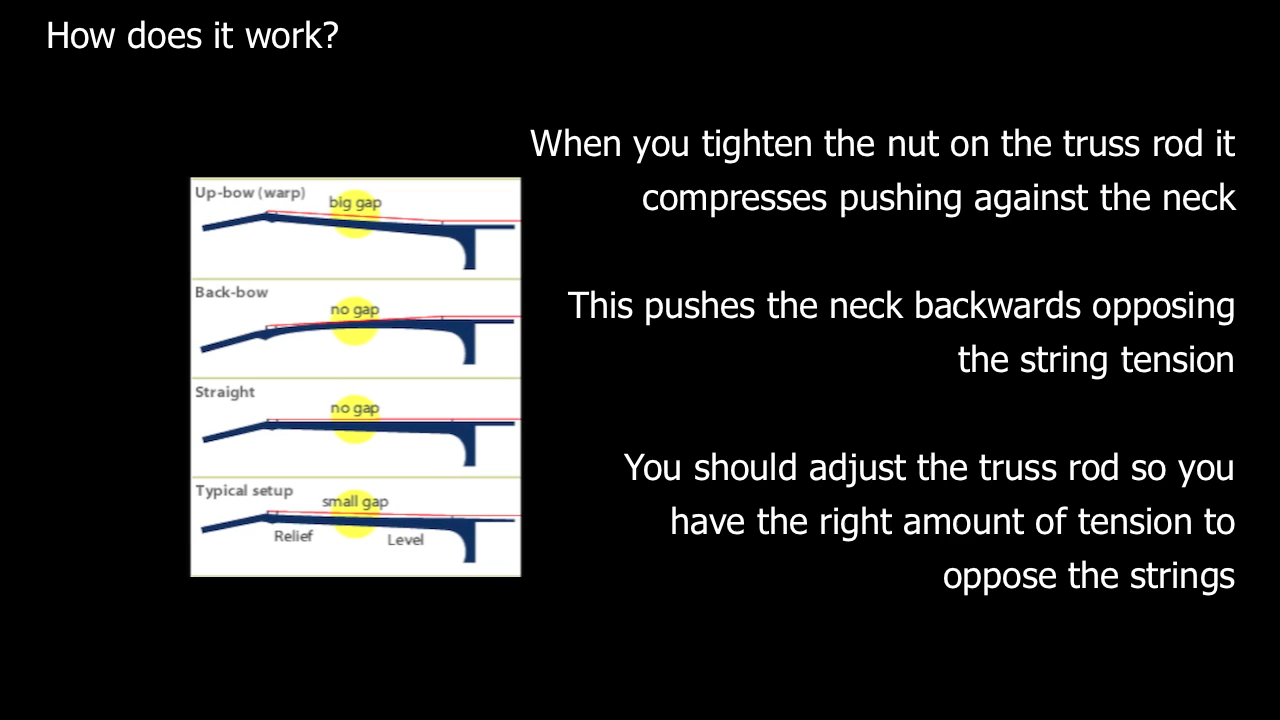 How does it work?
When you tighten the nut on the truss rod it
compresses pushing against the neck
This pushes the neck backwards opposing
the string tension
You should adjust the truss rod so you
have the right amount of tension to
oppose the strings
Up-bow (warp)
big gap
Back-bow
no gap
Straight
no gap
Typical setup
small gap
Relief
Level